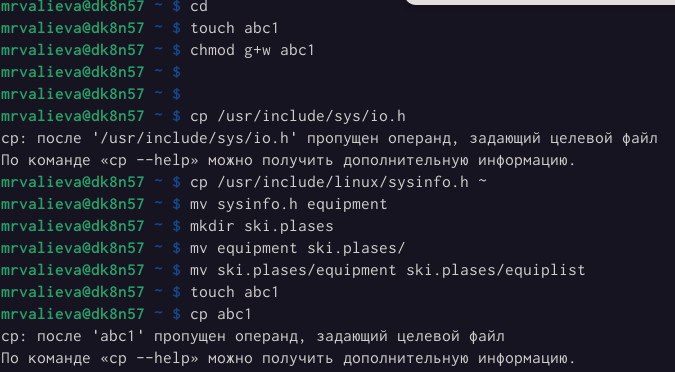 mrvalieva@dk8n57 ~ $ cd
mrvalieva@dk8n57 ~ $ touch abc1
mrvalieva@dk8n57 ~ $ chmod g+w abc1
mrvalieva@dk8n57 ~ $
mrvalieva@dk8n57 ~ $
mrvalieva@dk8n57 ~ $ cp /usr/include/sys/io.h
cp: после '/usr/include/sys/io.h' пропущен операнд, задающий целевой файл
По команде «cp --help» можно получить дополнительную информацию.
mrvalieva@dk8n57 ~ $ cp /usr/include/linux/sysinfo.h ~
mrvalieva@dk8n57 ~ $ mv sysinfo.h equipment
mrvalieva@dk8n57 ~ $ mkdir ski.plases
mrvalieva@dk8n57 ~ $ mv equipment ski.plases/
mrvalieva@dk8n57 ~ $ mv ski.plases/equipment ski.plases/equiplist
mrvalieva@dk8n57 ~ $ touch abc1
mrvalieva@dk8n57 ~ $ cp abc1
cp: после 'abc1' пропущен операнд, задающий целевой файл
По команде «cp --help» можно получить дополнительную информацию.